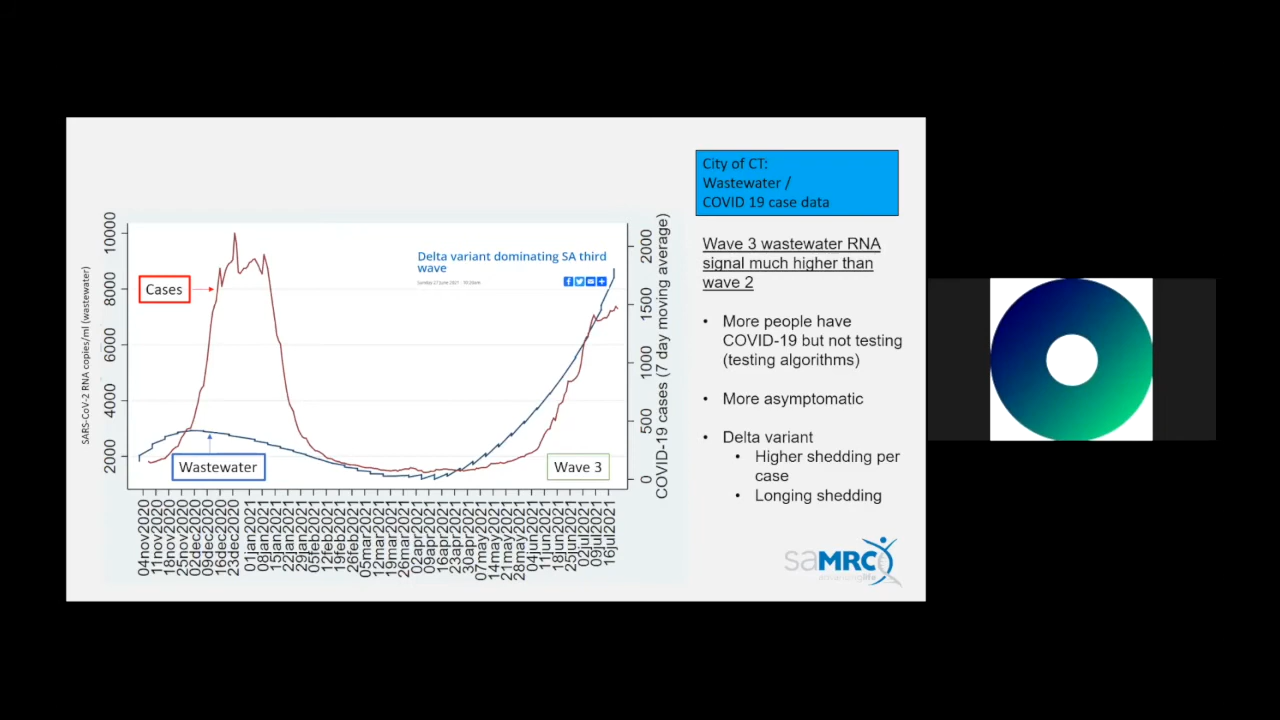 City of CT:
Wastewater /
COVID 19 case data
Wave 3 wastewater RNA
signal much higher than
wave 2
• More people have
COVID-19 but not testing
(testing algorithms)
• More asymptomatic
• Delta variant
• Higher shedding per
case
• Longing shedding
Delta variant dominating SA third
wave
Sunday 27 June 2021
Cases
Wastewater
Wave 3
SARS-CoV-2 RNA copies/ml (wastewater)
10000
8000
6000
4000
2000
COVID-19 cases (7 day moving average)
2000
1500
1000
500
0
04nov2020
11nov2020
18nov2020
25nov2020
02dec2020
09dec2020
16dec2020
23dec2020
01jan2021
08jan2021
15jan2021
22jan2021
29jan2021
05feb2021
12feb2021
19feb2021
26feb2021
05mar2021
12mar2021
19mar2021
26mar2021
02apr2021
09apr2021
16apr2021
23apr2021
30apr2021
07may2021
14may2021
21may2021
28may2021
04jun2021
11jun2021
18jun2021
25jun2021
02jul2021
09jul2021
16jul2021
saMRC